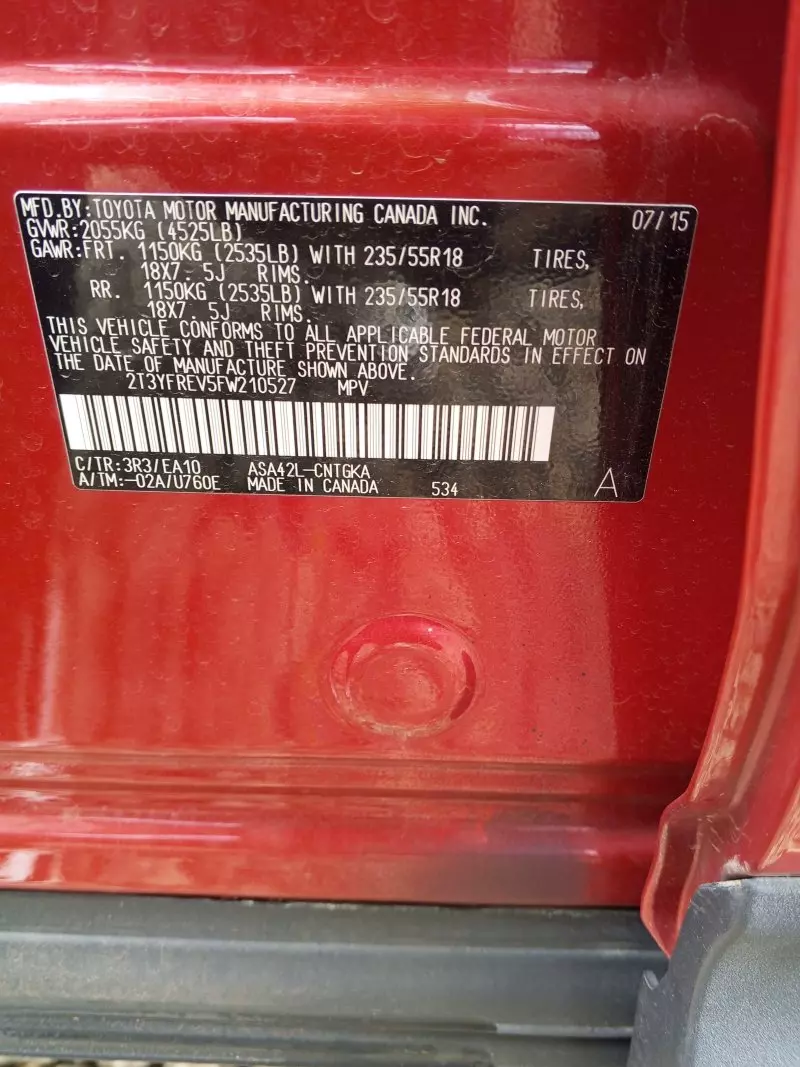 MFD.BY:TOYOTA MOTOR MANUFACTURING CANADA INC. 07/15
GVWR:2055KG (4525LB)
GAWR:FRT. 1150KG (2535LB) WITH 235/55R18 TIRES,
18X7. 5J RIMS.
RR. 1150KG (2535LB) WITH 235/55R18 TIRES,
18X7. 5J RIMS.
THIS VEHICLE CONFORMS TO ALL APPLICABLE FEDERAL MOTOR
VEHICLE SAFETY AND THEFT PREVENTION STANDARDS IN EFFECT ON
THE DATE OF MANUFACTURE SHOWN ABOVE.
2T3YFREV5FW210527 MPV
C/TR:3R3/EA10 ASA42L-CNTGKA
A/TM:-02A/U760E MADE IN CANADA 534 A